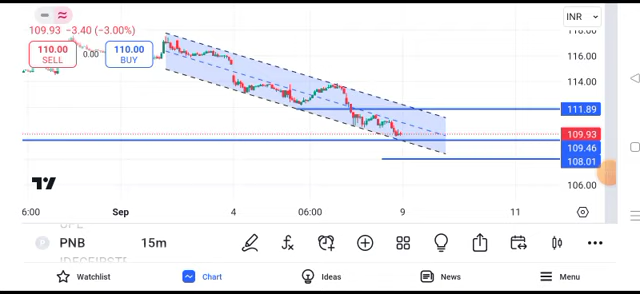 109.93 −3.40 (−3.00%)
INR
110.00
SELL
0.00
110.00
BUY
118.00
116.00
114.00
111.89
109.93
109.46
108.01
106.00
6:00 Sep 4 06:00 9 11
P PNB 15m
Watchlist Chart Ideas News Menu